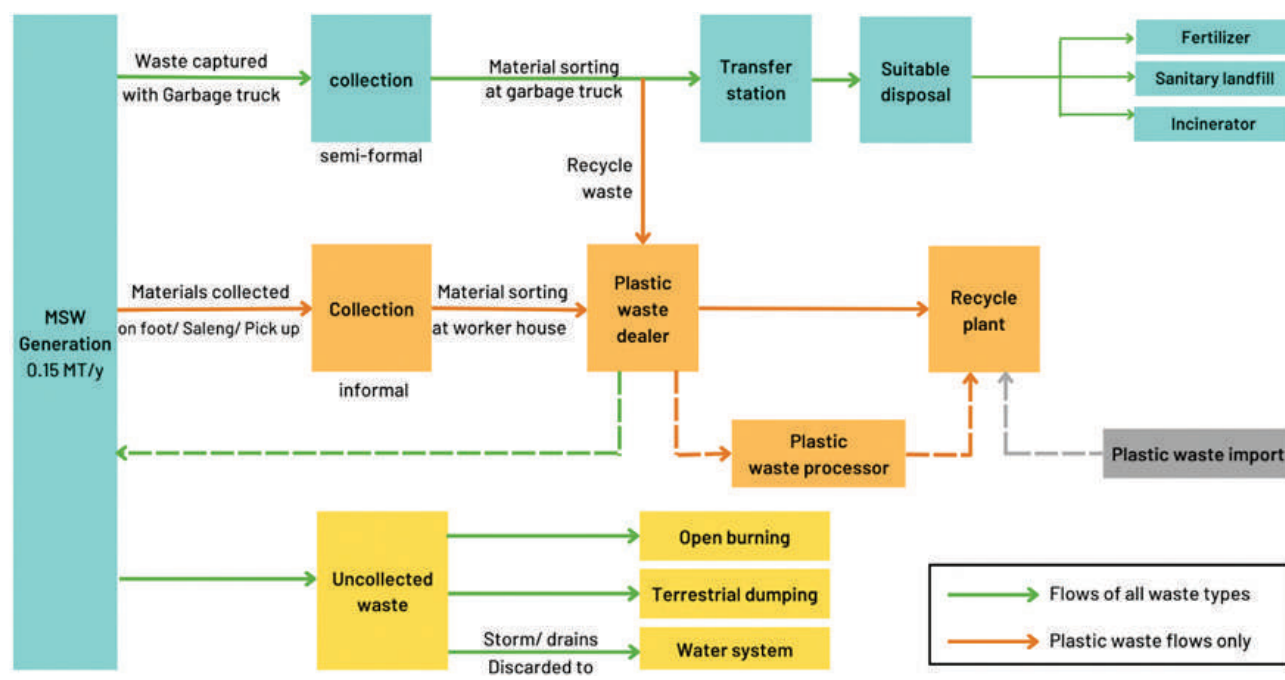 Waste captured
with Garbage truck
collection
semi-formal
Material sorting
at garbage truck
Transfer
station
Suitable
disposal
Fertilizer
Sanitary landfill
Incinerator
Recycle
waste
MSW
Generation
0.15 MT/y
Materials collected
on foot/ Saleng/ Pick up
Collection
informal
Material sorting
at worker house
Plastic
waste
dealer
Recycle
plant
Plastic
waste processor
Plastic waste import
Uncollected
waste
Open burning
Terrestrial dumping
Storm/ drains
Discarded to
Water system
Flows of all waste types
Plastic waste flows only